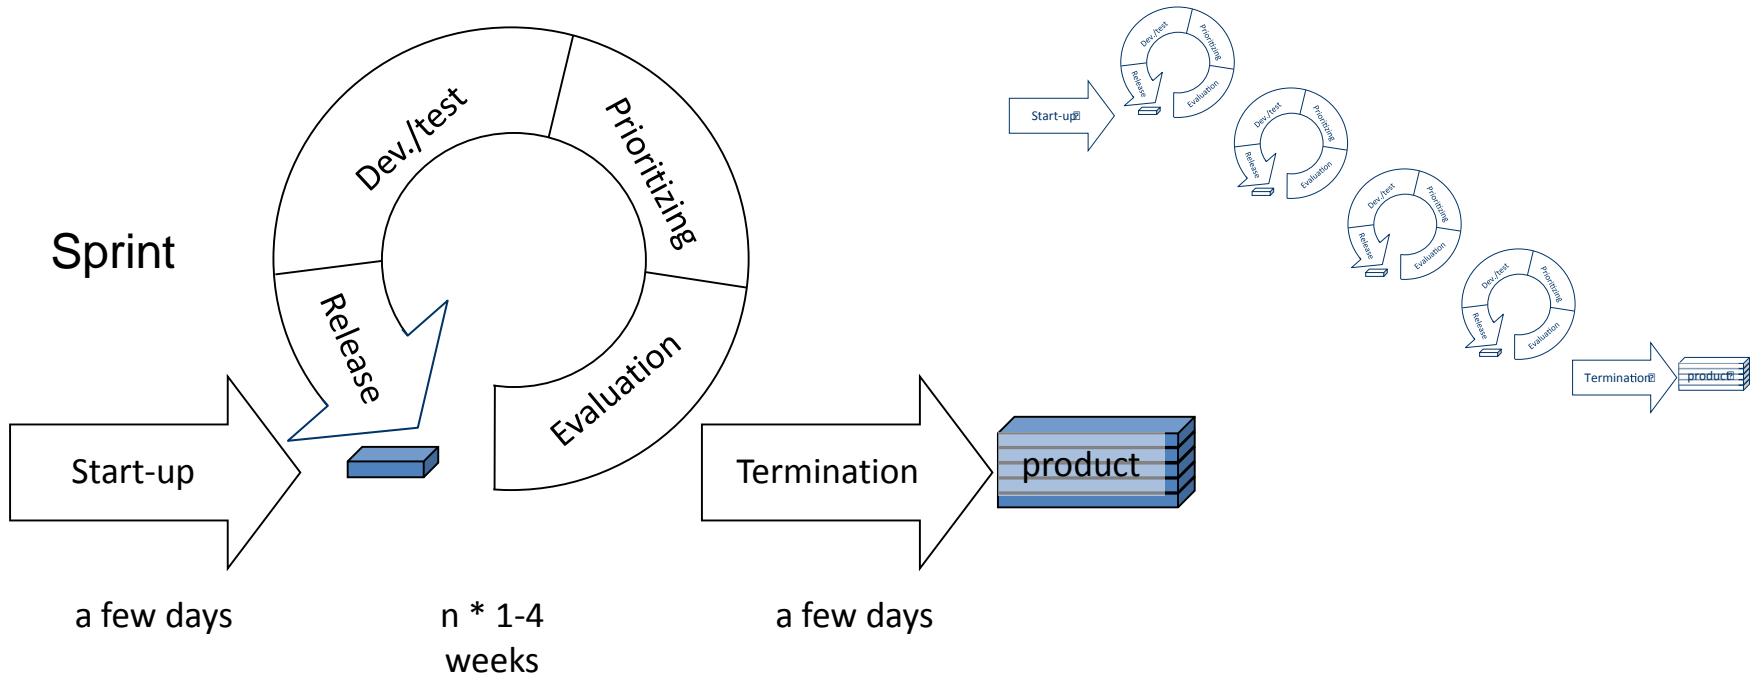 Sprint
Dev./test
Prioritizing
Release
Evaluation
Start-up
Termination
product
a few days
n * 1-4
weeks
a few days
Start-up
Dev./test
Prioritizing
Release
Evaluation
Dev./test
Prioritizing
Release
Evaluation
Dev./test
Prioritizing
Release
Evaluation
Dev./test
Prioritizing
Release
Evaluation
Termination
product